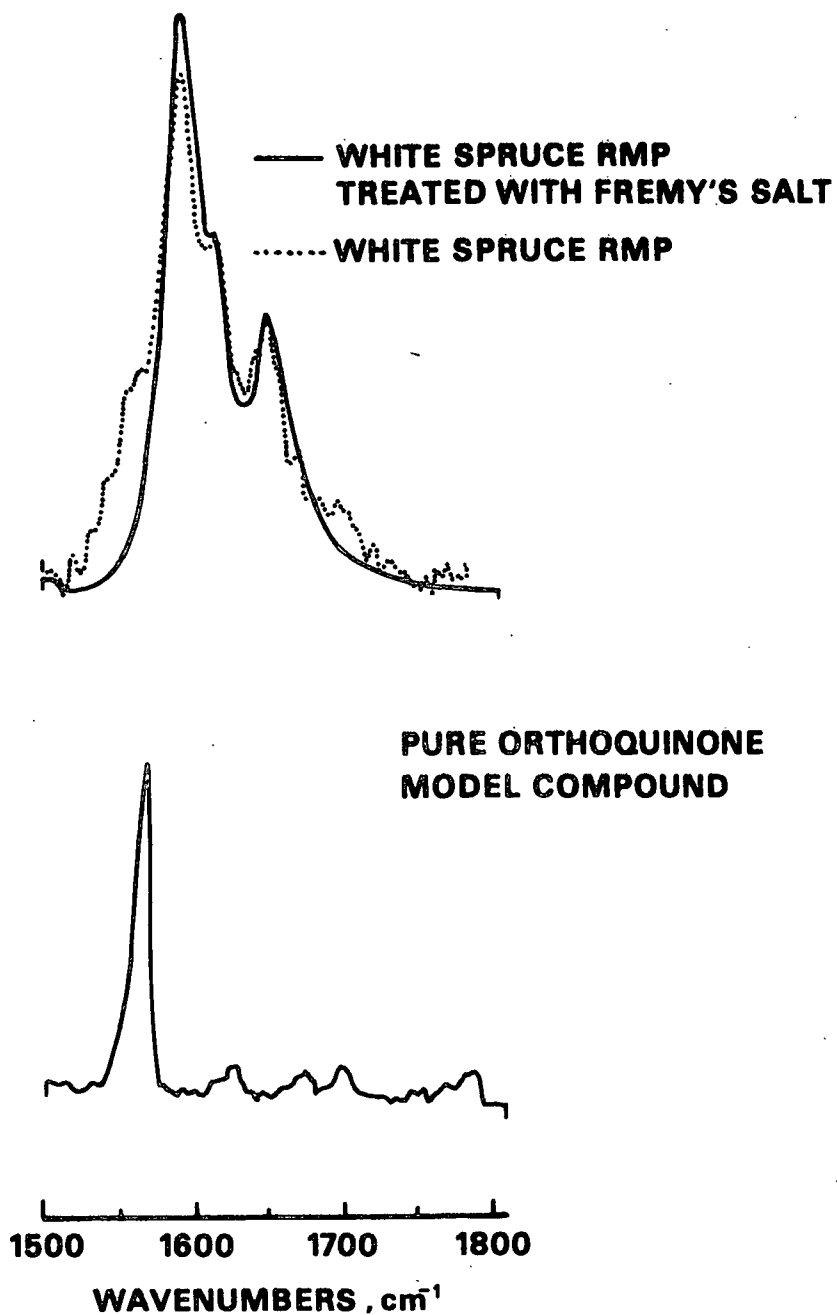 WHITE SPRUCE RMP
TREATED WITH FREMY'S SALT
WHITE SPRUCE RMP
PURE ORTHOQUINONE
MODEL COMPOUND
1500 1600 1700 1800
WAVENUMBERS, cm⁻¹